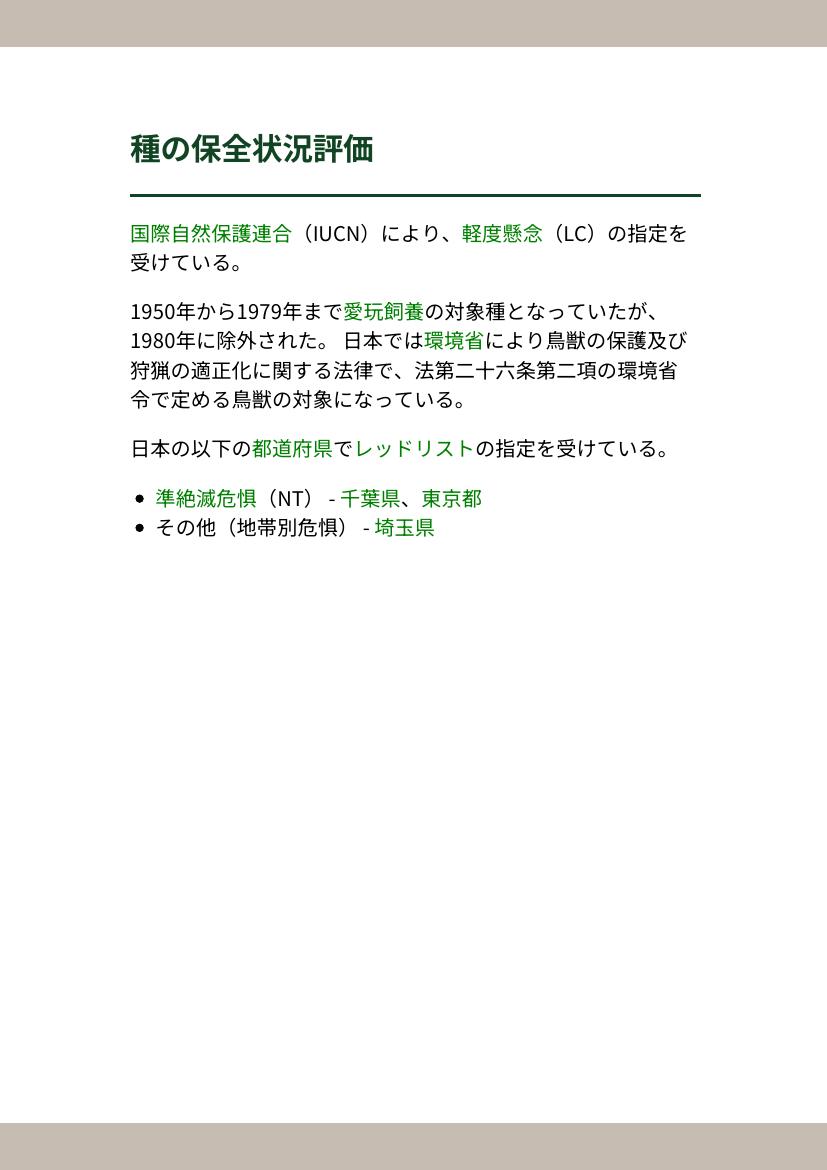 種の保全状況評価
国際自然保護連合（IUCN）により、軽度懸念（LC）の指定を
受けている。
1950年から1979年まで愛玩飼養の対象種となっていたが、
1980年に除外された。 日本では環境省により鳥獣の保護及び
狩猟の適正化に関する法律で、法第二十六条第二項の環境省
令で定める鳥獣の対象になっている。
日本の以下の都道府県でレッドリストの指定を受けている。
• 準絶滅危惧（NT） - 千葉県、東京都
• その他（地帯別危惧） - 埼玉県